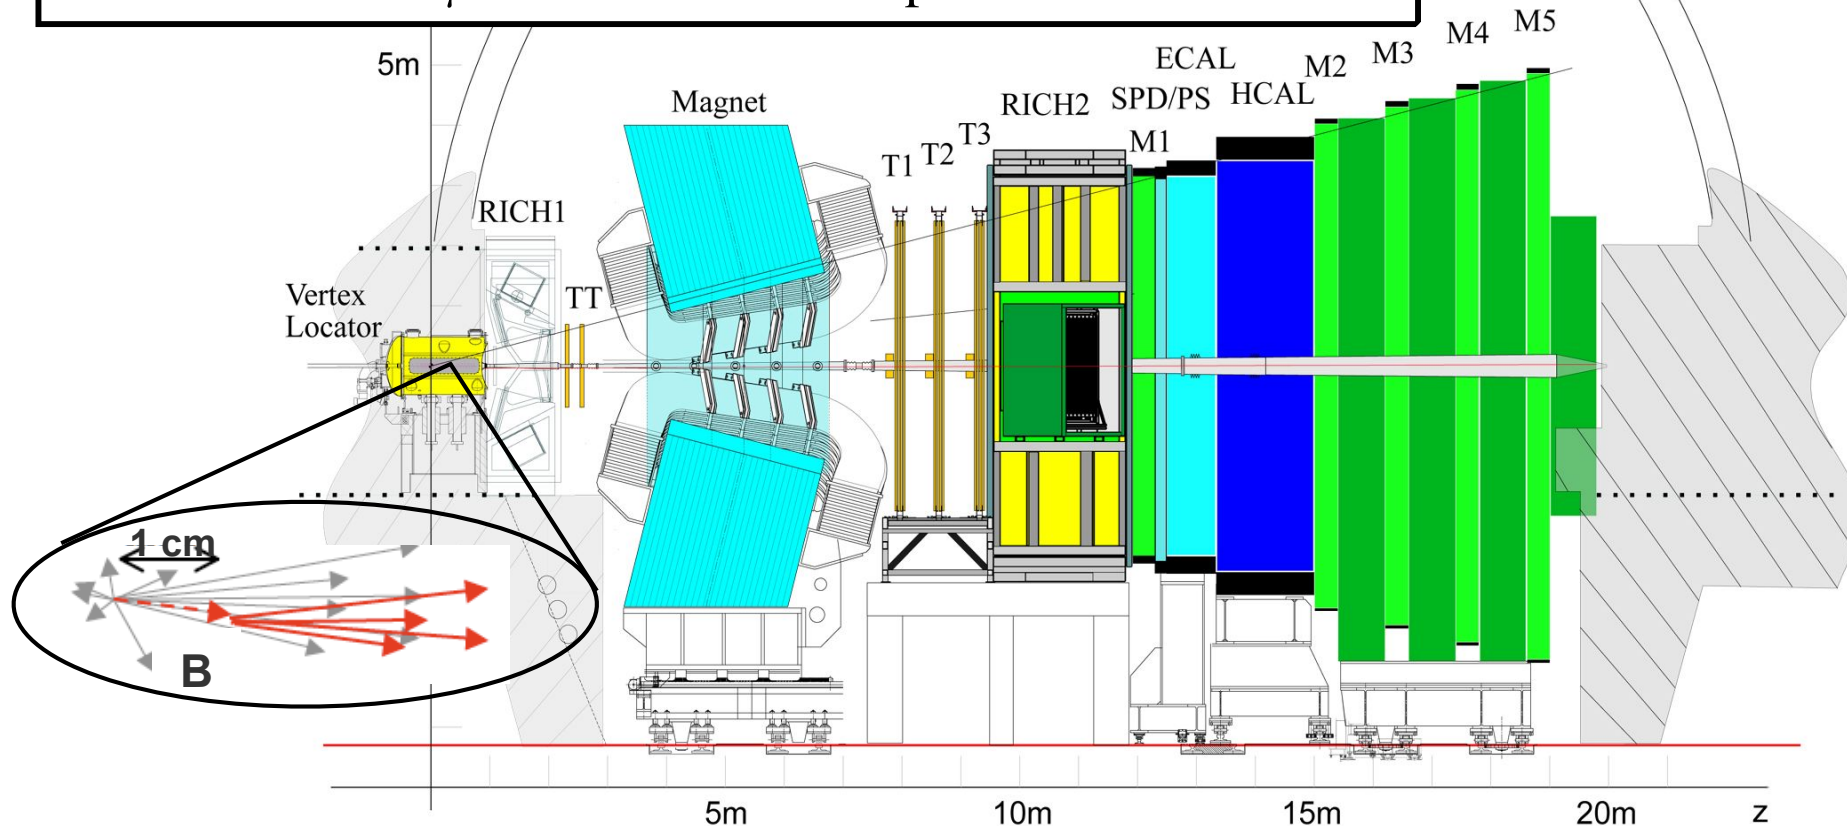 5m
Magnet
T1
T2
T3
RICH2
ECAL
SPD/PS
HCAL
M1
M2
M3
M4
M5
RICH1
TT
Vertex
Locator
1 cm
B
5m
10m
15m
20m
z